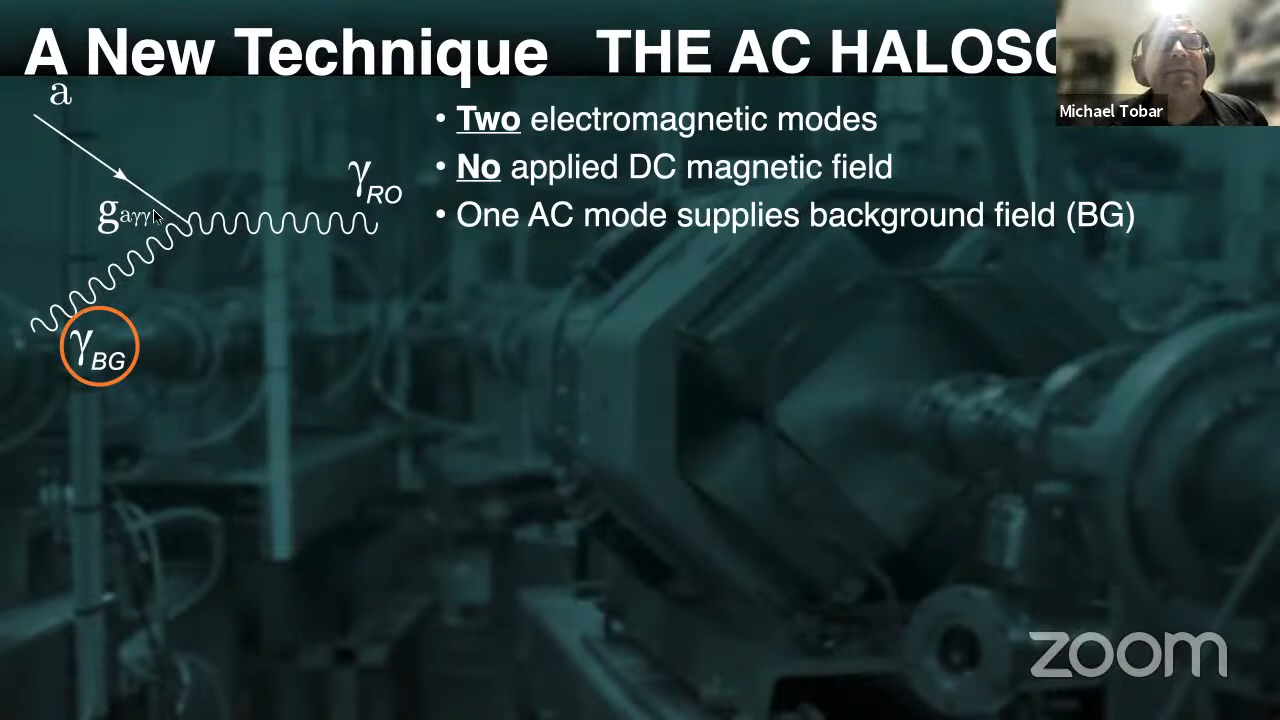 A New Technique THE AC HALOSC
Michael Tobar
a
• Two electromagnetic modes
• No applied DC magnetic field
• One AC mode supplies background field (BG)
γRO
gaγγ
γBG
zoom